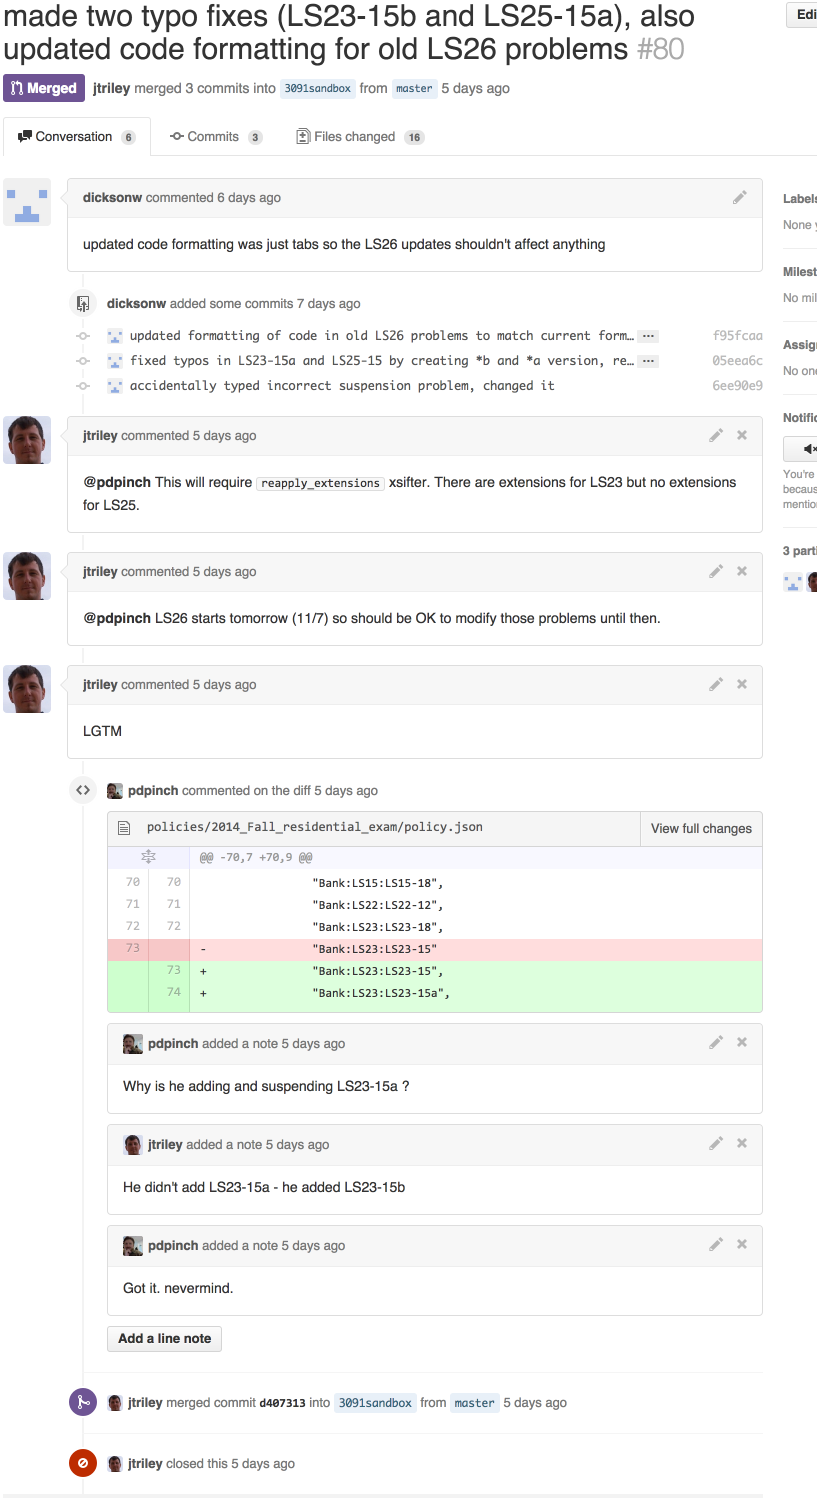 made two typo fixes (LS23-15b and LS25-15a), also
updated code formatting for old LS26 problems #80
Edi
Merged jtriley merged 3 commits into 3091sandbox from master 5 days ago
Conversation 6 Commits 3 Files changed 16
dicksonw commented 6 days ago
updated code formatting was just tabs so the LS26 updates shouldn't affect anything
dicksonw added some commits 7 days ago
updated formatting of code in old LS26 problems to match current form… ··· f95fcaa
fixed typos in LS23-15a and LS25-15 by creating *b and *a version, re… ··· 05eea6c
accidentally typed incorrect suspension problem, changed it 6ee90e9
jtriley commented 5 days ago
@pdpinch This will require reapply_extensions xsifter. There are extensions for LS23 but no extensions
for LS25.
jtriley commented 5 days ago
@pdpinch LS26 starts tomorrow (11/7) so should be OK to modify those problems until then.
jtriley commented 5 days ago
LGTM
pdpinch commented on the diff 5 days ago
policies/2014_Fall_residential_exam/policy.json View full changes
@@ -70,7 +70,9 @@
70 70 "Bank:LS15:LS15-18",
71 71 "Bank:LS22:LS22-12",
72 72 "Bank:LS23:LS23-18",
73 - "Bank:LS23:LS23-15"
73 + "Bank:LS23:LS23-15",
74 + "Bank:LS23:LS23-15a",
pdpinch added a note 5 days ago
Why is he adding and suspending LS23-15a ?
jtriley added a note 5 days ago
He didn't add LS23-15a - he added LS23-15b
pdpinch added a note 5 days ago
Got it. nevermind.
Add a line note
jtriley merged commit d407313 into 3091sandbox from master 5 days ago
jtriley closed this 5 days ago
Labels
None y
Milest
No mil
Assig
No one
Notific
You're
becaus
mentio
3 parti